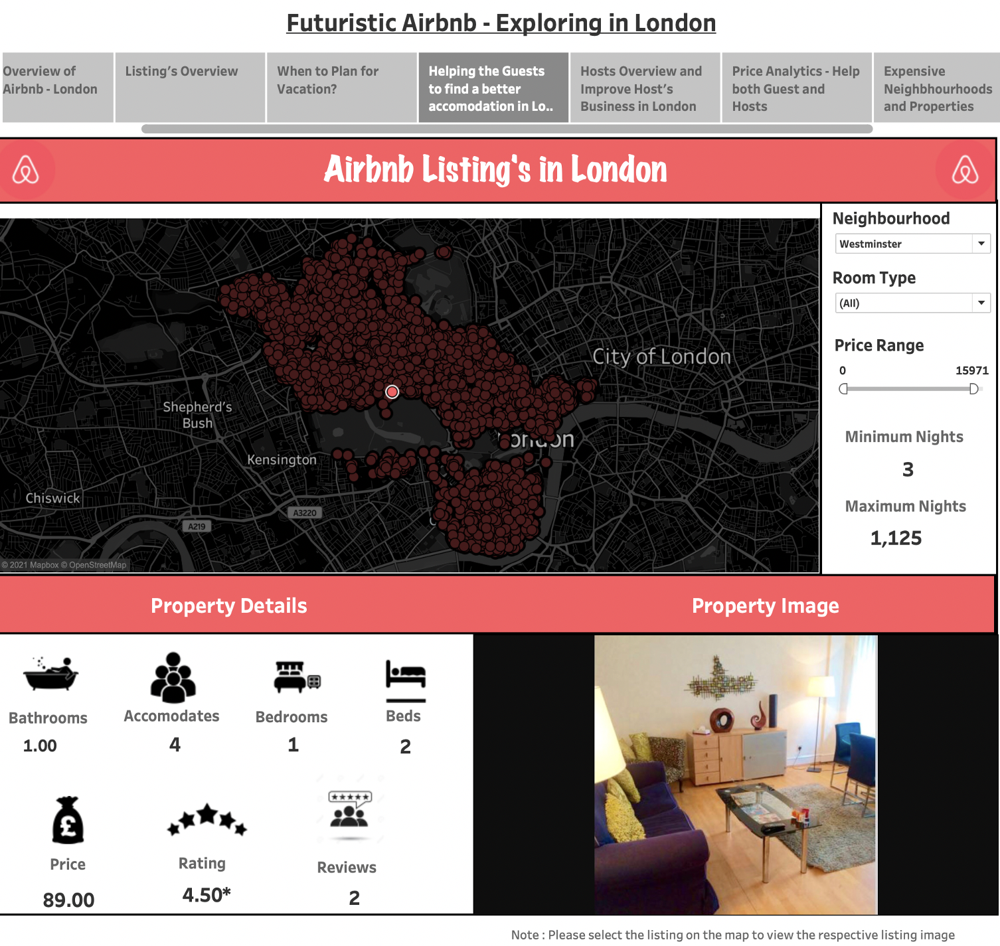 Futuristic Airbnb - Exploring in London
Overview of
Airbnb - London
Listing's Overview
When to Plan for
Vacation?
Helping the Guests
to find a better
accomodation in Lo..
Hosts Overview and
Improve Host's
Business in London
Price Analytics - Help
both Guest and
Hosts
Expensive
Neighbhourhoods
and Properties
Airbnb Listing's in London
City of London
Shepherd's
Bush
Kensington
Chiswick
A3220
A219
© 2021 Mapbox © OpenStreetMap
Neighbourhood
Westminster
Room Type
(All)
Price Range
0 15971
Minimum Nights
3
Maximum Nights
1,125
Property Details
Property Image
Bathrooms
1.00
Accomodates
4
Bedrooms
1
Beds
2
£
Price
89.00
Rating
4.50*
Reviews
2
Note : Please select the listing on the map to view the respective listing image